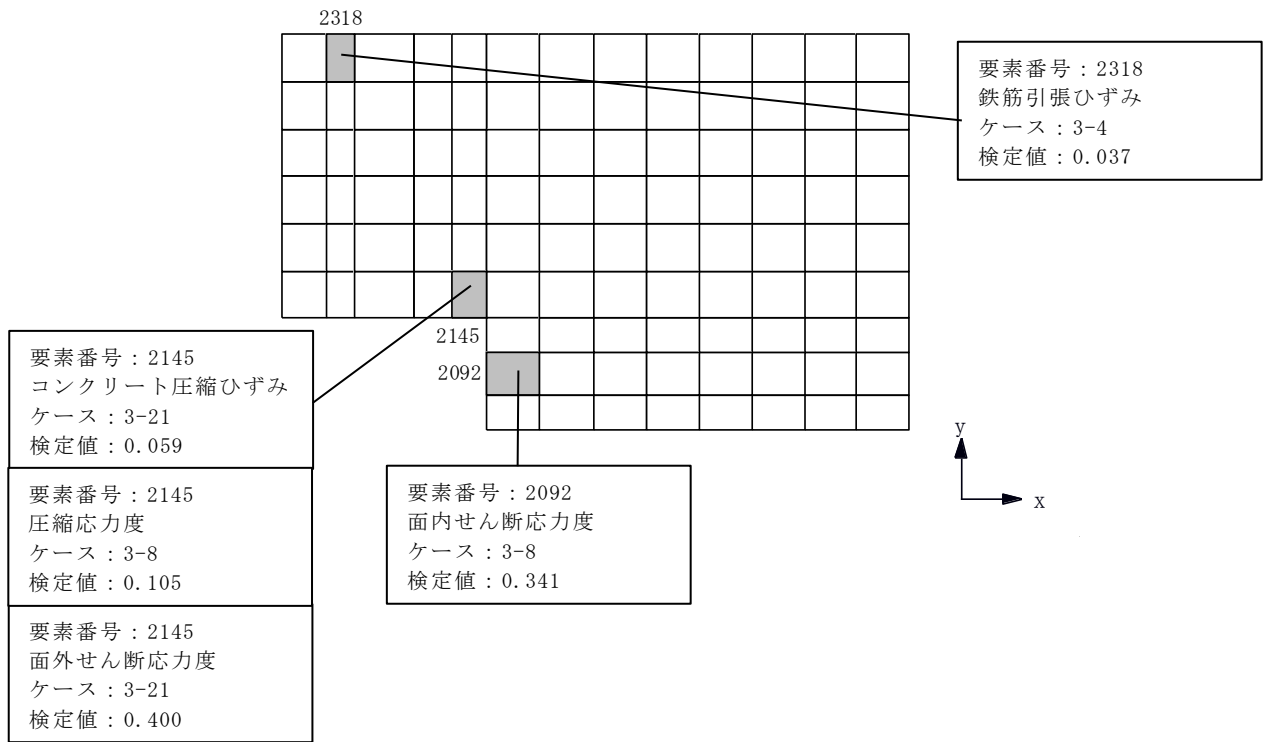 2318
要素番号：2318
鉄筋引張ひずみ
ケース：3-4
検定値：0.037
2145
2092
要素番号：2145
コンクリート圧縮ひずみ
ケース：3-21
検定値：0.059
要素番号：2145
圧縮応力度
ケース：3-8
検定値：0.105
要素番号：2145
面外せん断応力度
ケース：3-21
検定値：0.400
要素番号：2092
面内せん断応力度
ケース：3-8
検定値：0.341
y
x